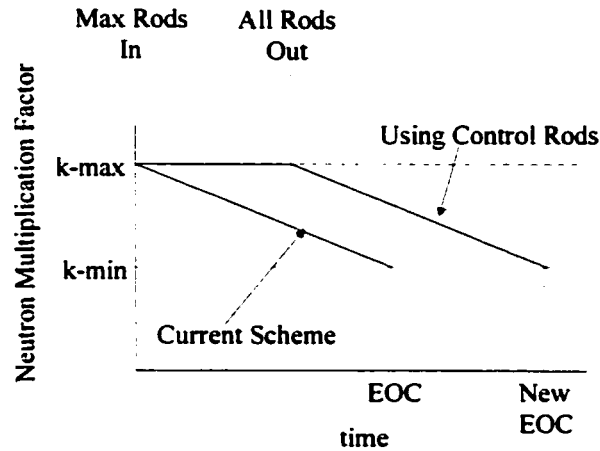 Max Rods All Rods
In Out
Neutron Multiplication Factor
Using Control Rods
k-max
k-min
Current Scheme
EOC New
EOC
time